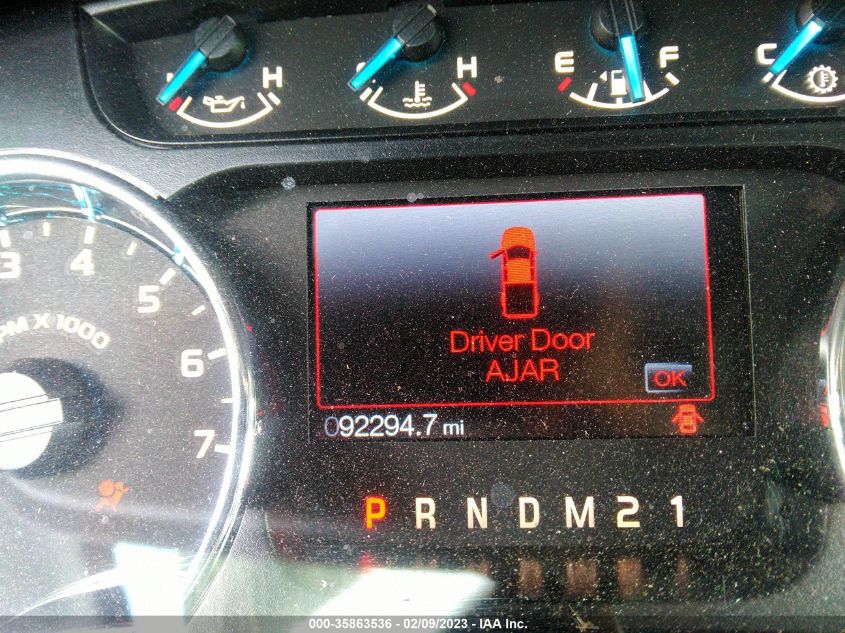 H H E F C
3 4 5 6 7
PM X 1000
Driver Door
AJAR
OK
092294.7 mi
P R N D M 2 1
000-35863536 - 02/09/2023 - IAA Inc.